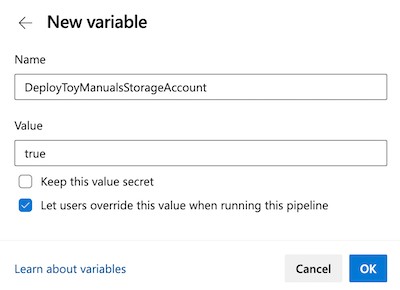 New variable
Name
DeployToyManualsStorageAccount
Value
true
Keep this value secret
Let users override this value when running this pipeline
Learn about variables
Cancel
OK